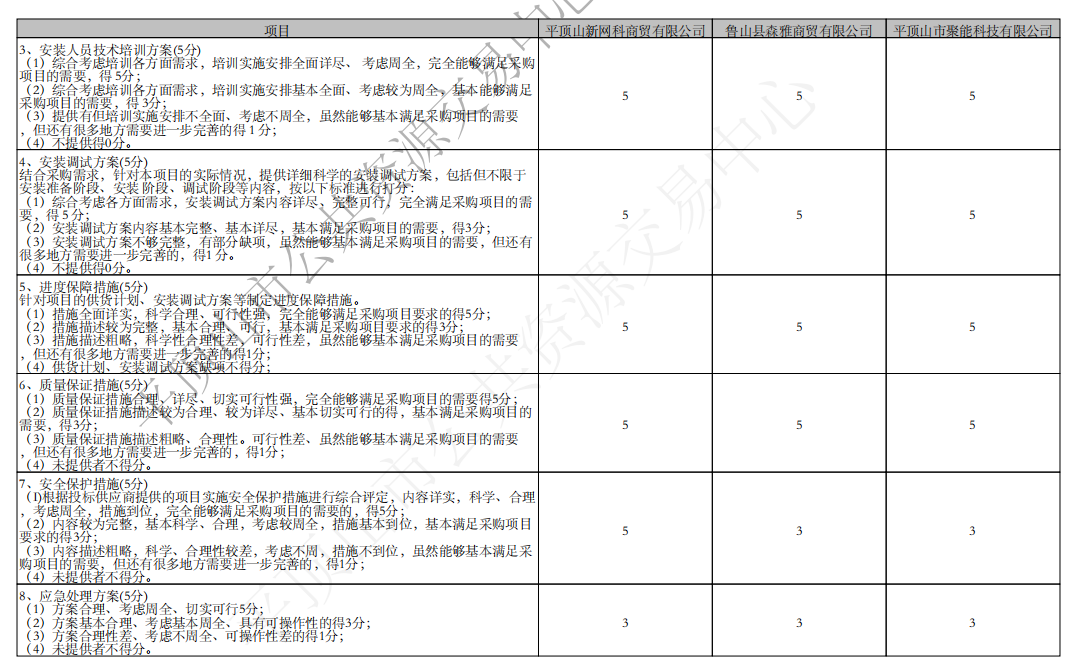 项目 平顶山新网科商贸有限公司 鲁山县森雅商贸有限公司 平顶山市聚能科技有限公司
3、安装人员技术培训方案(5分)
（1）综合考虑培训各方面需求，培训实施安排全面详尽、 考虑周全，完全能够满足采购
项目的需要，得 5分；
（2）综合考虑培训各方面需求，培训实施安排基本全面、考虑较为周全，基本能够满足
采购项目的需要，得 3分；
（3）提供有但培训实施安排不全面、考虑不周全，虽然能够基本满足采购项目的需要
，但还有很多地方需要进一步完善的得 1 分；
（4）不提供得0分。
5 5 5
4、安装调试方案(5分)
结合采购需求，针对本项目的实际情况，提供详细科学的安装调试方案，包括但不限于
安装准备阶段、安装 阶段、调试阶段等内容，按以下标准进行打分：
（1）综合考虑各方面需求，安装调试方案内容详尽、完整可行，完全满足采购项目的需
要，得 5 分；
（2）安装调试方案内容基本完整、基本详尽，基本满足采购项目的需要，得3分；
（3）安装调试方案不够完整，有部分缺项，虽然能够基本满足采购项目的需要，但还有
很多地方需要进一步完善的，得1 分。
（4）不提供得0分。
5 5 5
5、进度保障措施(5分)
针对项目的供货计划、安装调试方案等制定进度保障措施。
（1）措施全面详实，科学合理、可行性强，完全能够满足采购项目要求的得5分；
（2）措施描述较为完整，基本合理、可行，基本满足采购项目要求的得3分；
（3）措施描述粗略，科学性合理性差，可行性差，虽然能够基本满足采购项目的需要
，但还有很多地方需要进一步完善的得1分；
（4）供货计划、安装调试方案缺项不得分；
5 5 5
6、质量保证措施(5分)
（1）质量保证措施合理、详尽、切实可行性强，完全能够满足采购项目的需要得5分；
（2）质量保证措施描述较为合理、较为详尽、基本切实可行的得，基本满足采购项目的
需要，得3分；
（3）质量保证措施描述粗略、合理性。可行性差、虽然能够基本满足采购项目的需要
，但还有很多地方需要进一步完善的，得1分；
（4）未提供者不得分。
5 5 5
7、安全保护措施(5分)
（I)根据投标供应商提供的项目实施安全保护措施进行综合评定，内容详实，科学、合理
，考虑周全，措施到位，完全能够满足采购项目的需要的，得5分；
（2）内容较为完整，基本科学、合理，考虑较周全，措施基本到位，基本满足采购项目
要求的得3分；
（3）内容描述粗略，科学、合理性较差，考虑不周，措施不到位，虽然能够基本满足采
购项目的需要，但还有很多地方需要进一步完善的，得1分；
（4）未提供者不得分。
5 3 3
8、应急处理方案(5分)
（1）方案合理、考虑周全、切实可行5分；
（2）方案基本合理、考虑基本周全、具有可操作性的得3分；
（3）方案合理性差、考虑不周全、可操作性差的得1分；
（4）未提供者不得分。
3 3 3
平顶山市公共资源交易中心
平顶山市公共资源交易中心